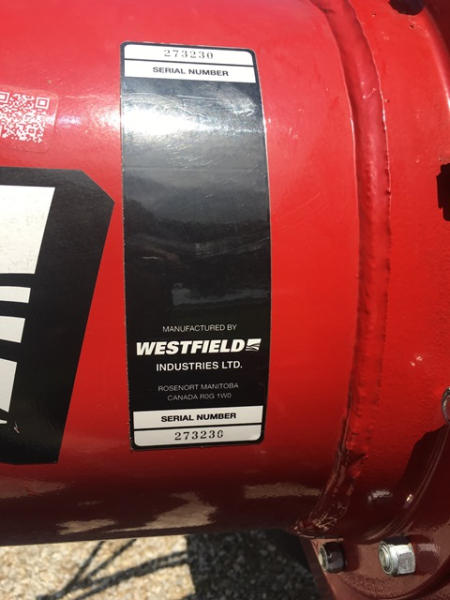 273230
SERIAL NUMBER
MANUFACTURED BY
WESTFIELD
INDUSTRIES LTD.
ROSENORT MANITOBA
CANADA R0G 1W0
SERIAL NUMBER
273230